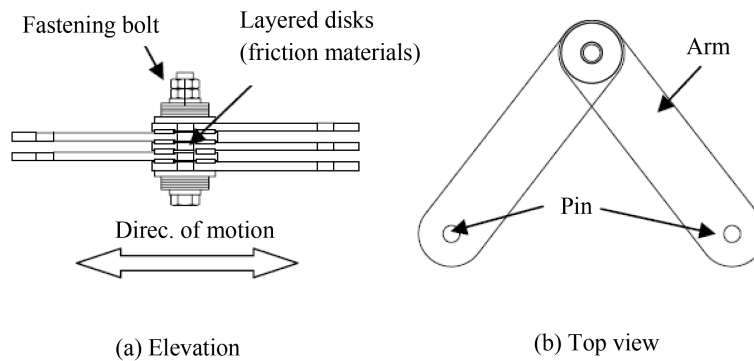 Fastening bolt
Layered disks
(friction materials)
Direc. of motion
(a) Elevation
Arm
Pin
(b) Top view